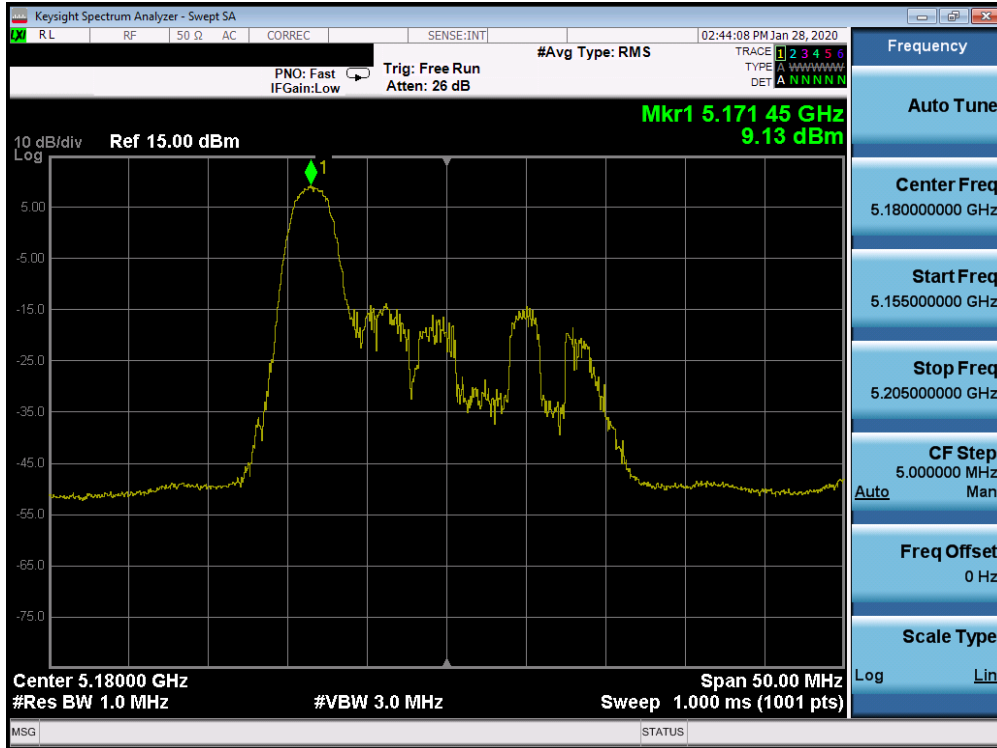 Keysight Spectrum Analyzer - Swept SA
LXI RL RF 50 Ω AC CORREC SENSE:INT 02:44:08 PM Jan 28, 2020
#Avg Type: RMS TRACE 1 2 3 4 5 6
PNO: Fast Trig: Free Run TYPE A WWWWW
IFGain:Low Atten: 26 dB DET A N N N N N
Mkr1 5.171 45 GHz
9.13 dBm
10 dB/div Ref 15.00 dBm
Log
1
5.00
-5.00
-15.0
-25.0
-35.0
-45.0
-55.0
-65.0
-75.0
Center 5.18000 GHz Span 50.00 MHz
#Res BW 1.0 MHz #VBW 3.0 MHz Sweep 1.000 ms (1001 pts)
MSG STATUS
Frequency
Auto Tune
Center Freq
5.180000000 GHz
Start Freq
5.155000000 GHz
Stop Freq
5.205000000 GHz
CF Step
5.000000 MHz
Auto Man
Freq Offset
0 Hz
Scale Type
Log Lin